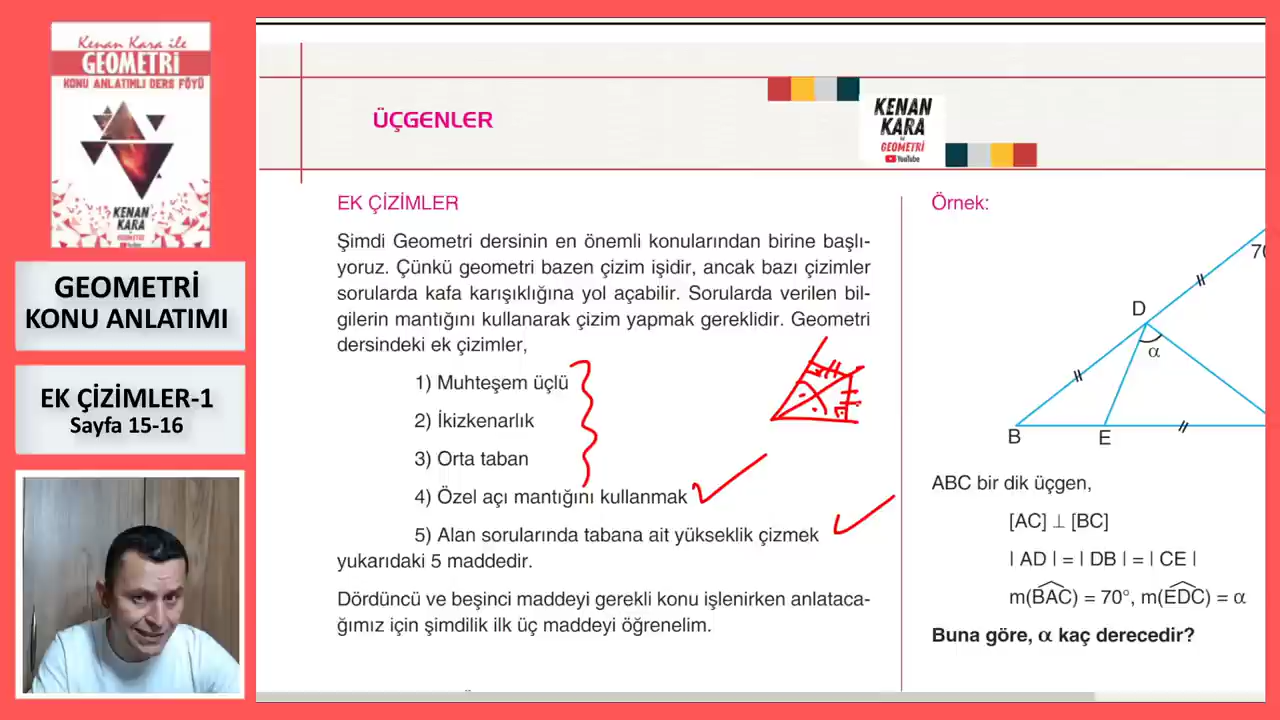 Kenan Kara ile
GEOMETRİ
KONU ANLATIMLI DERS FÖYÜ
KENAN
KARA
GEOMETRİ
KONU ANLATIMI
EK ÇİZİMLER-1
Sayfa 15-16
ÜÇGENLER
KENAN
KARA
ile
GEOMETRİ
YouTube
EK ÇİZİMLER
Şimdi Geometri dersinin en önemli konularından birine başlı-
yoruz. Çünkü geometri bazen çizim işidir, ancak bazı çizimler
sorularda kafa karışıklığına yol açabilir. Sorularda verilen bil-
gilerin mantığını kullanarak çizim yapmak gereklidir. Geometri
dersindeki ek çizimler,
1) Muhteşem üçlü
2) İkizkenarlık
3) Orta taban
4) Özel açı mantığını kullanmak
5) Alan sorularında tabana ait yükseklik çizmek
yukarıdaki 5 maddedir.
Dördüncü ve beşinci maddeyi gerekli konu işlenirken anlataca-
ğımız için şimdilik ilk üç maddeyi öğrenelim.
Örnek:
70
D
α
B
E
ABC bir dik üçgen,
[AC] ⊥ [BC]
| AD | = | DB | = | CE |
m(BAC) = 70°, m(EDC) = α
Buna göre, α kaç derecedir?